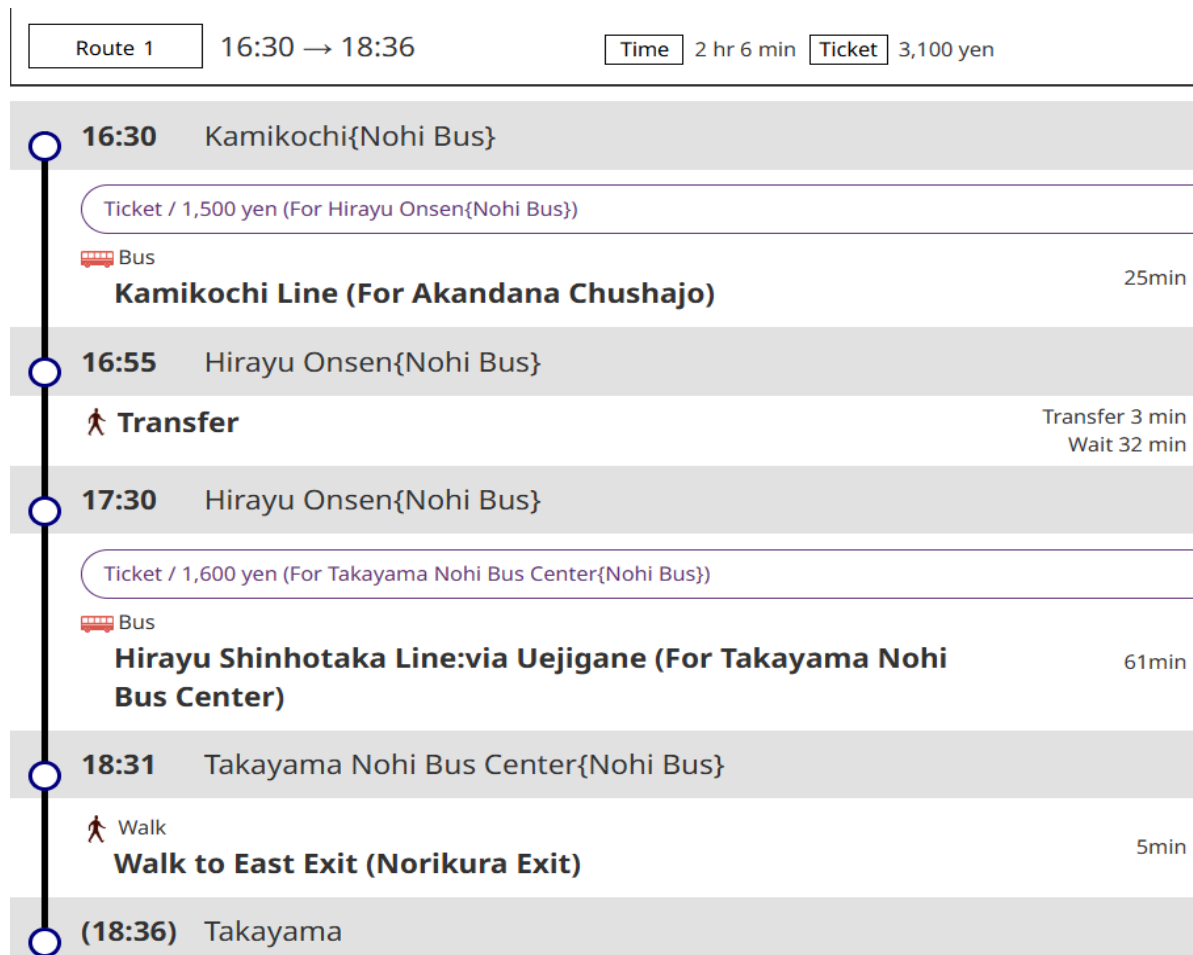 Route 1 16:30 → 18:36 Time 2 hr 6 min Ticket 3,100 yen
16:30 Kamikochi{Nohi Bus}
Ticket / 1,500 yen (For Hirayu Onsen{Nohi Bus})
Bus
Kamikochi Line (For Akandana Chushajo) 25min
16:55 Hirayu Onsen{Nohi Bus}
Transfer Transfer 3 min
Wait 32 min
17:30 Hirayu Onsen{Nohi Bus}
Ticket / 1,600 yen (For Takayama Nohi Bus Center{Nohi Bus})
Bus
Hirayu Shinhotaka Line:via Uejigane (For Takayama Nohi 61min
Bus Center)
18:31 Takayama Nohi Bus Center{Nohi Bus}
Walk
Walk to East Exit (Norikura Exit) 5min
(18:36) Takayama